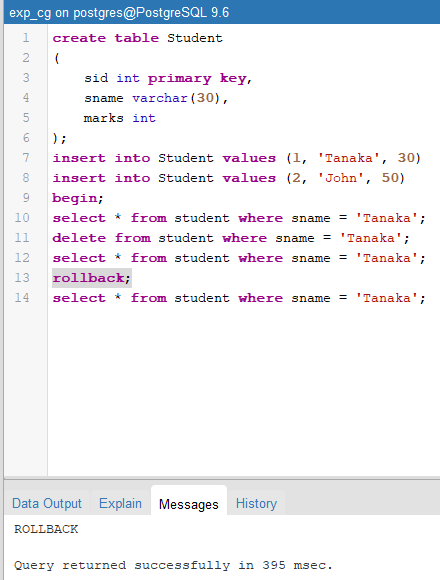 exp_cg on postgres@PostgreSQL 9.6
1 create table Student
2 (
3 sid int primary key,
4 sname varchar(30),
5 marks int
6 );
7 insert into Student values (1, 'Tanaka', 30)
8 insert into Student values (2, 'John', 50)
9 begin;
10 select * from student where sname = 'Tanaka';
11 delete from student where sname = 'Tanaka';
12 select * from student where sname = 'Tanaka';
13 rollback;
14 select * from student where sname = 'Tanaka';
Data Output Explain Messages History
ROLLBACK
Query returned successfully in 395 msec.